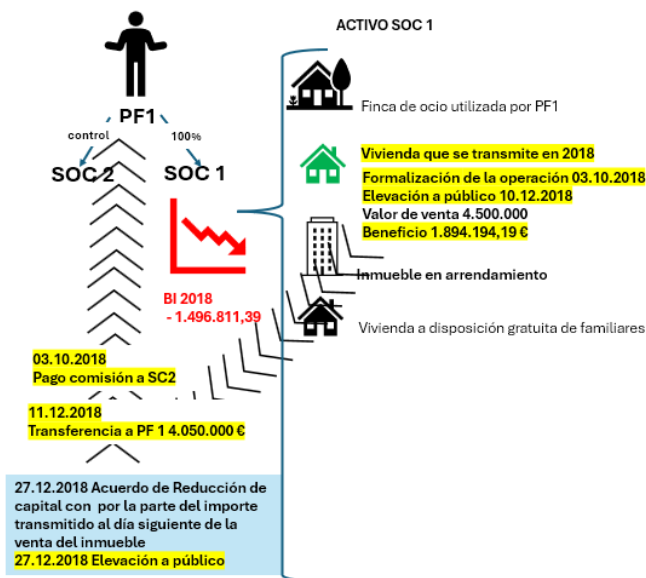 ACTIVO SOC 1
PF1
control
100%
SOC 2
SOC 1
BI 2018
- 1.496.811,39
Finca de ocio utilizada por PF1
Vivienda que se transmite en 2018
Formalización de la operación 03.10.2018
Elevación a público 10.12.2018
Valor de venta 4.500.000
Beneficio 1.894.194,19 €
Inmueble en arrendamiento
Vivienda a disposición gratuita de familiares
03.10.2018
Pago comisión a SC2
11.12.2018
Transferencia a PF 1 4.050.000 €
27.12.2018 Acuerdo de Reducción de
capital con por la parte del importe
transmitido al día siguiente de la
venta del inmueble
27.12.2018 Elevación a público